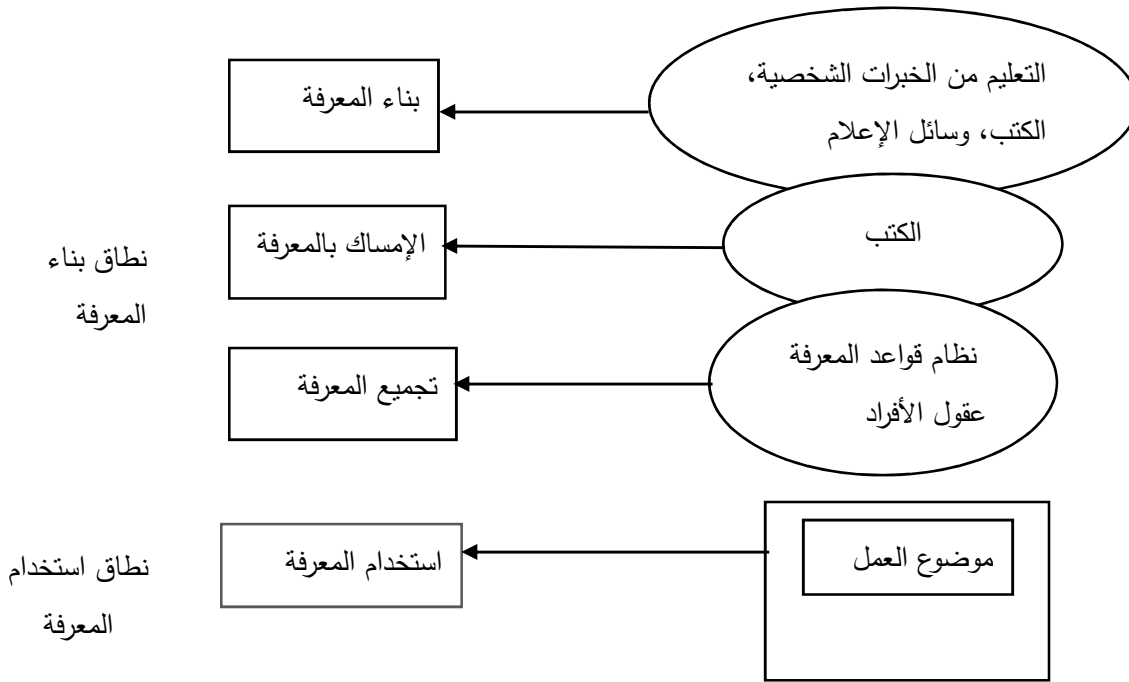 التعليم من الخبرات الشخصية،
الكتب، وسائل الإعلام
بناء المعرفة
الكتب
الإمساك بالمعرفة
نطاق بناء
المعرفة
نظام قواعد المعرفة
عقول الأفراد
تجميع المعرفة
موضوع العمل
استخدام المعرفة
نطاق استخدام
المعرفة